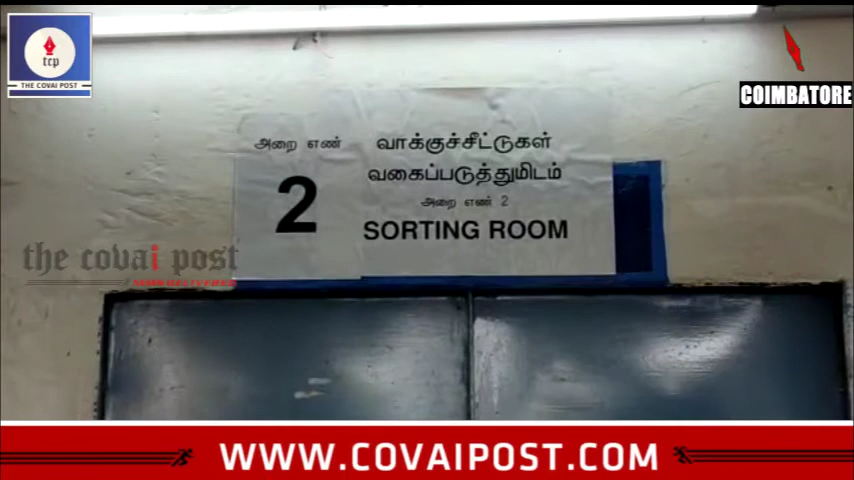 tcp
THE COVAI POST
COIMBATORE
அறை எண்
2
வாக்குச்சீட்டுகள்
வகைப்படுத்துமிடம்
அறை எண் 2
SORTING ROOM
the covai post
WWW.COVAIPOST.COM